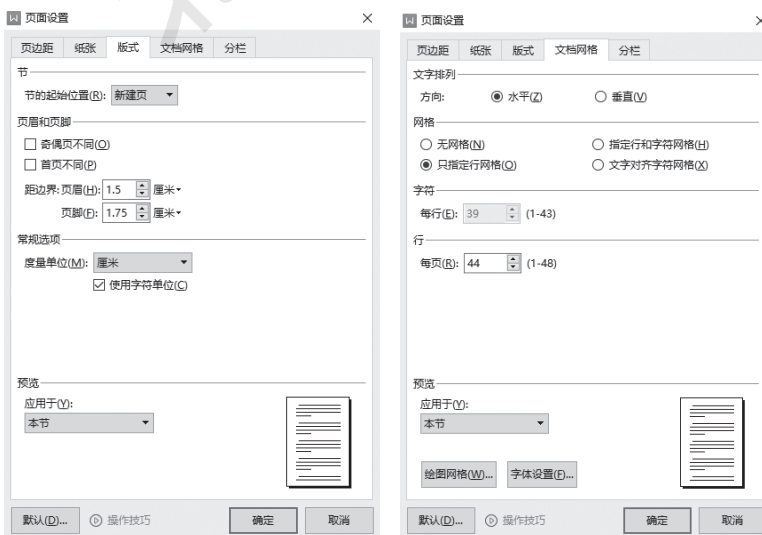 页面设置
页边距 纸张 版式 文档网格 分栏
节
节的起始位置(R): 新建页
页眉和页脚
奇偶页不同(O)
首页不同(P)
距边界: 页眉(H): 1.5 厘米
页脚(F): 1.75 厘米
常规选项
度量单位(M): 厘米
使用字符单位(C)
预览
应用于(Y):
本节
默认(D)... 操作技巧 确定 取消
页面设置
页边距 纸张 版式 文档网格 分栏
文字排列
方向: 水平(Z) 垂直(V)
网格
无网格(N) 指定行和字符网格(H)
只指定行网格(O) 文字对齐字符网格(X)
字符
每行(E): 39 (1-43)
行
每页(R): 44 (1-48)
预览
应用于(Y):
本节
绘图网格(W)... 字体设置(F)...
默认(D)... 操作技巧 确定 取消